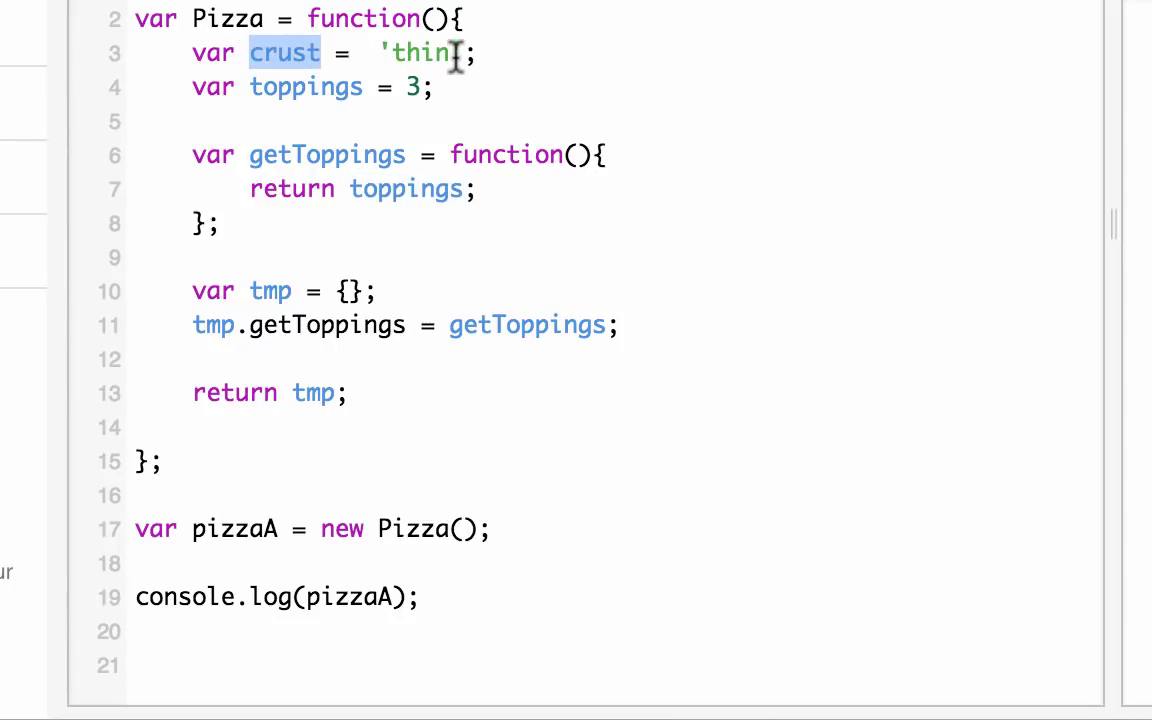 2 var Pizza = function(){
3 var crust = 'thin';
4 var toppings = 3;
5
6 var getToppings = function(){
7 return toppings;
8 };
9
10 var tmp = {};
11 tmp.getToppings = getToppings;
12
13 return tmp;
14
15 };
16
17 var pizzaA = new Pizza();
18
ur
19 console.log(pizzaA);
20
21